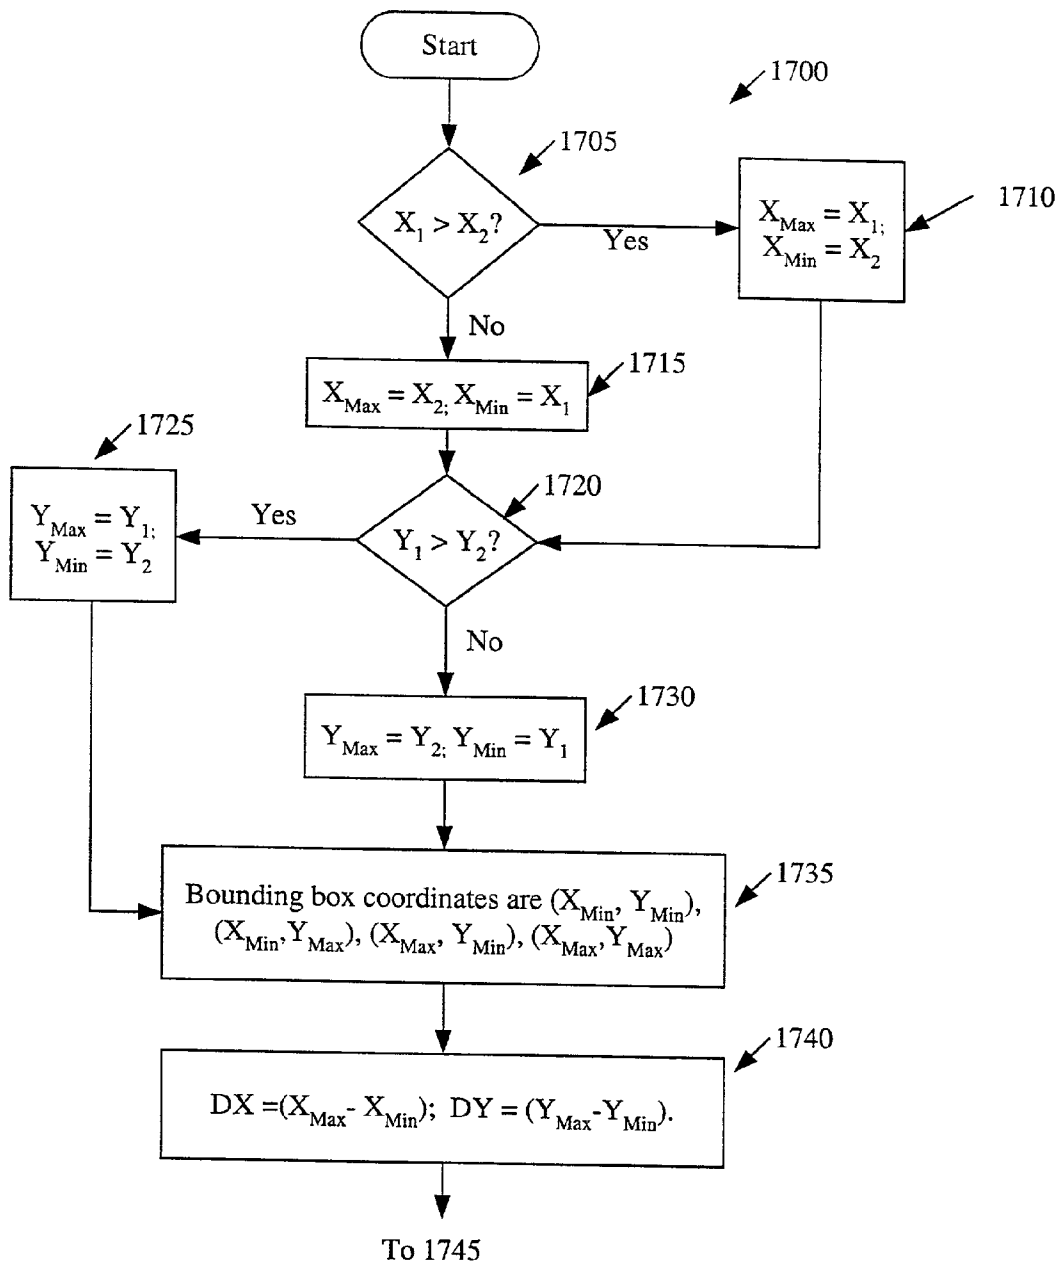 Start
1700
1705
X1 > X2?
Yes
XMax = X1;
XMin = X2
1710
No
1715
XMax = X2; XMin = X1
1725
YMax = Y1;
YMin = Y2
Yes
1720
Y1 > Y2?
No
1730
YMax = Y2; YMin = Y1
1735
Bounding box coordinates are (XMin, YMin),
(XMin,YMax), (XMax, YMin), (XMax,YMax)
1740
DX =(XMax- XMin); DY = (YMax-YMin).
To 1745